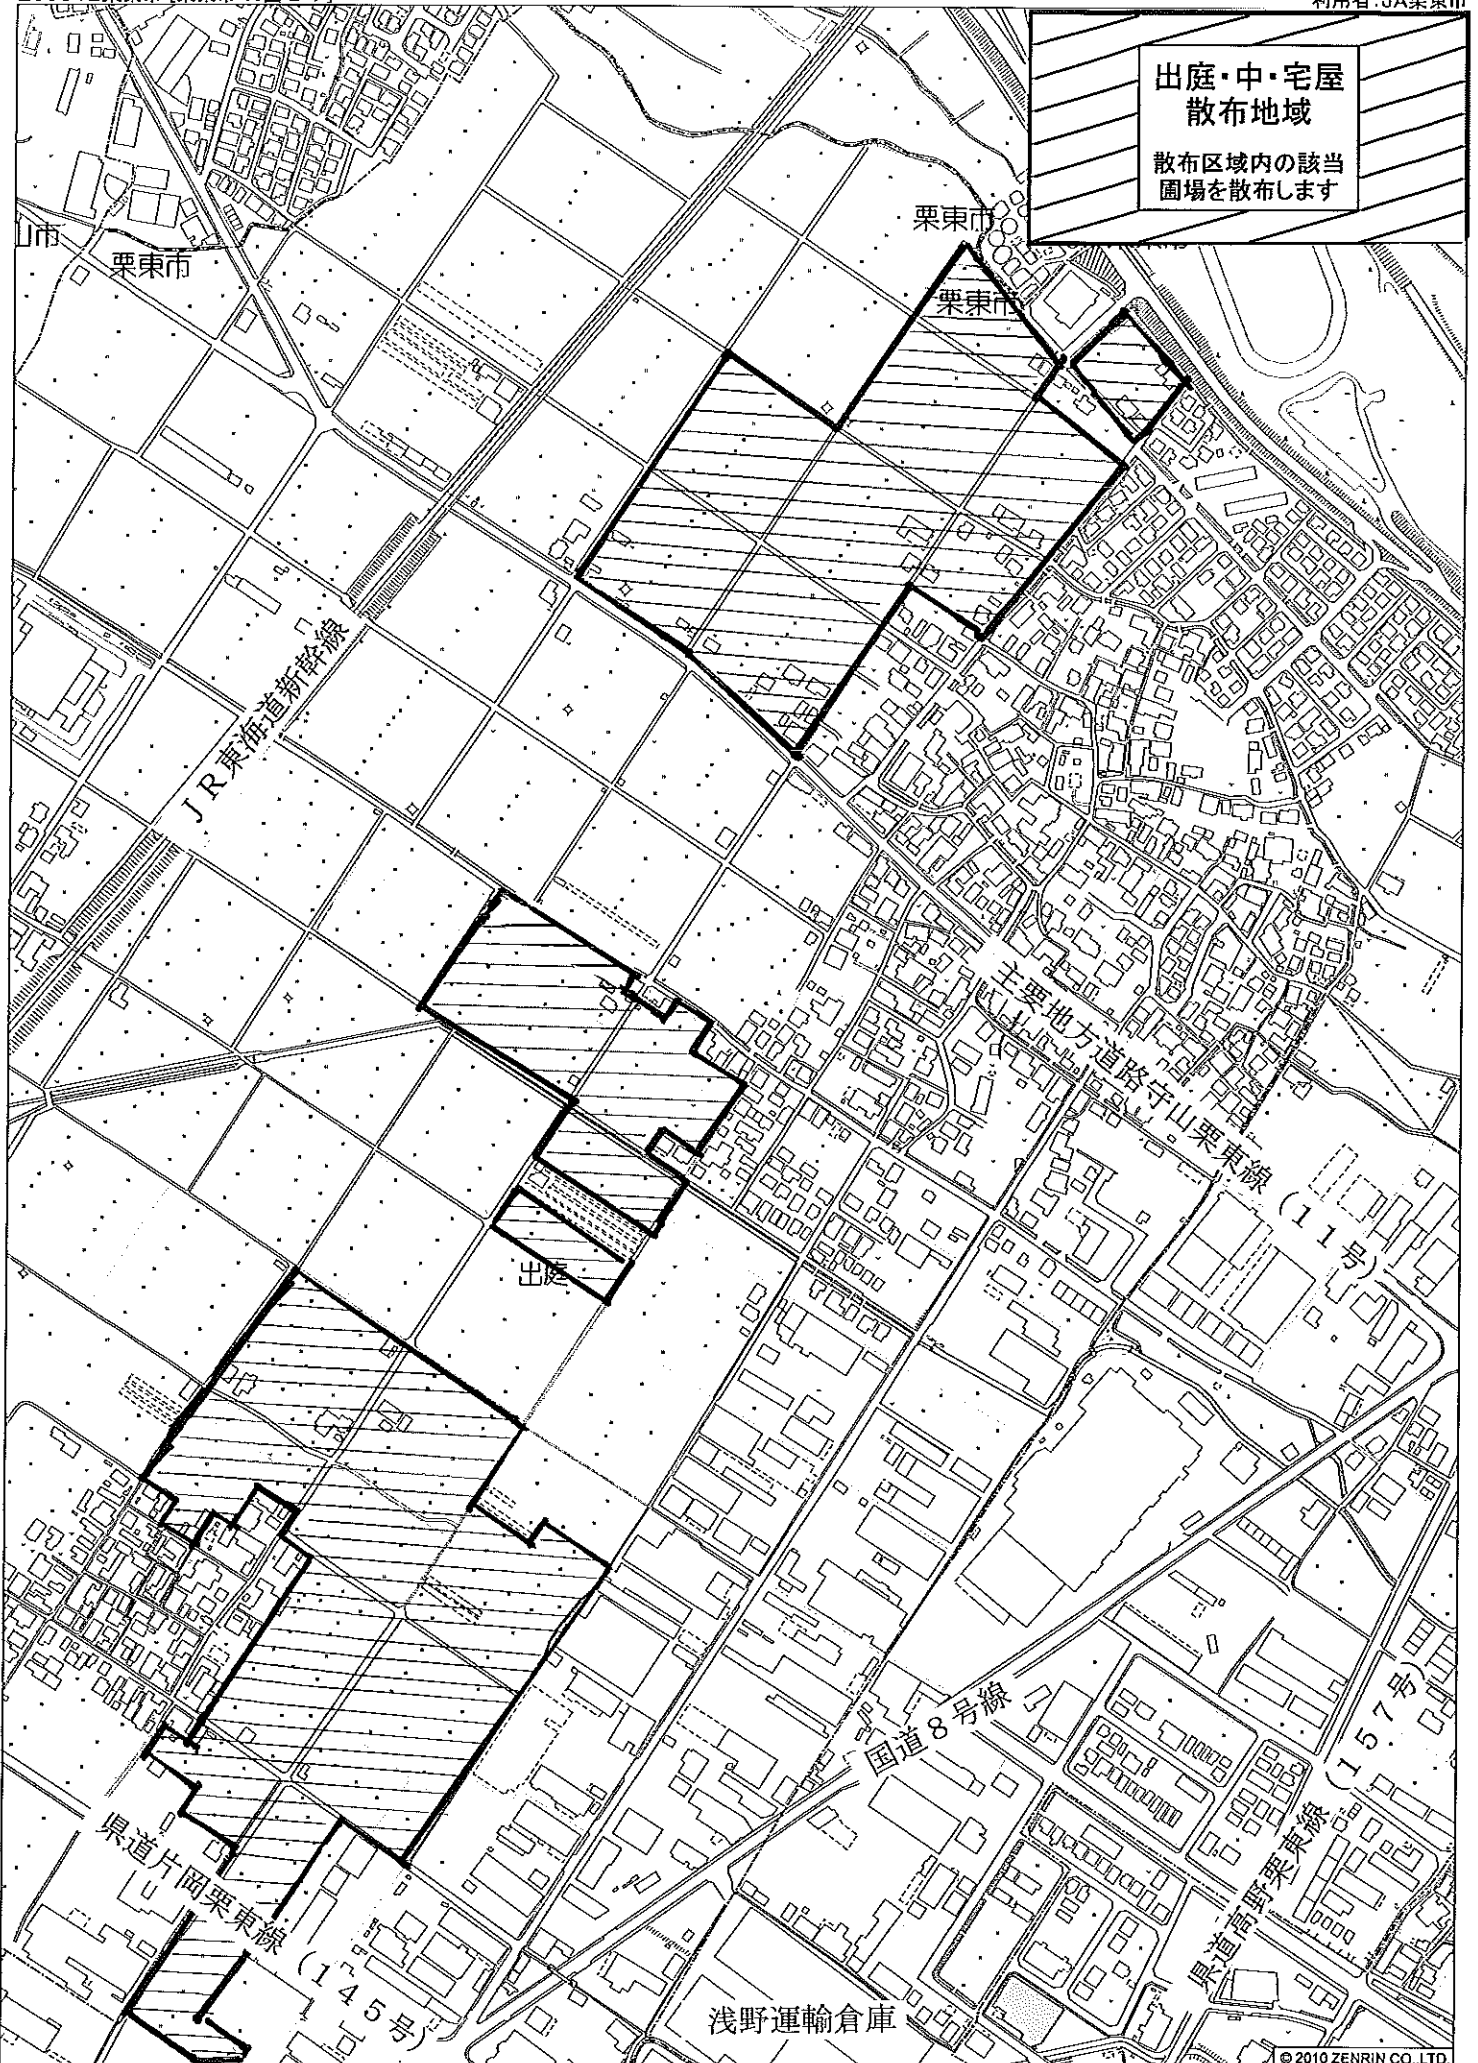 利用者:JA栗東市
出庭・中・宅屋
散布地域
散布区域内の該当
圃場を散布します
栗東市
栗東市
栗東市
JR東海道新幹線
主要地方道路守山栗東線(11号)
出庭
国道8号線
県道高野栗東線(157号)
県道片岡栗東線(145号)
浅野運輸倉庫
© 2010 ZENRIN CO.,LTD.